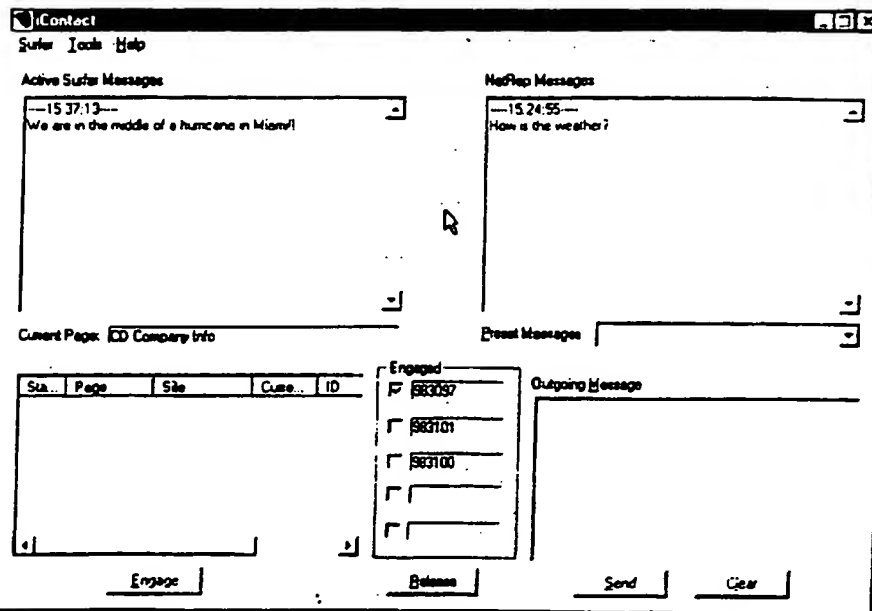 iContact
Surfer Tools Help
Active Surfer Messages
----15:37:13----
We are in the middle of a hurricane in Miami!!
NetRep Messages
----15:24:55----
How is the weather?
Current Page: CD Company Info
Preset Messages
Sta... Page Site Curre... ID
Engaged
983097
983101
983100
Outgoing Message
Engage
Release
Send
Clear